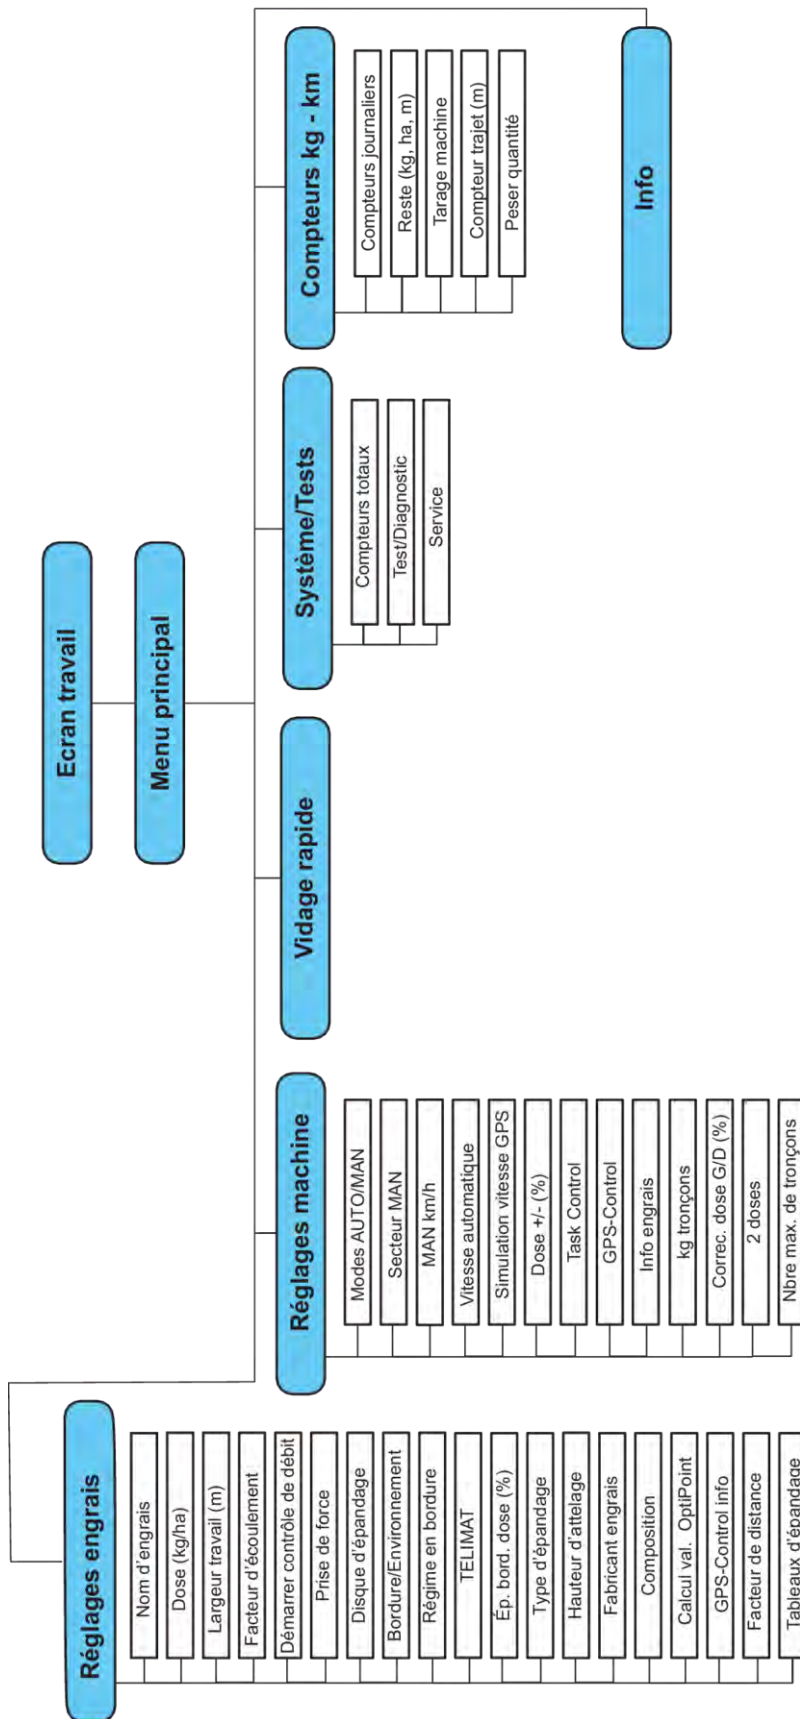 Ecran travail
Menu principal
Réglages engrais
Nom d'engrais
Dose (kg/ha)
Largeur travail (m)
Facteur d'écoulement
Démarrer contrôle de débit
Prise de force
Disque d'épandage
Bordure/Environnement
Régime en bordure
TELIMAT
Ép. bord. dose (%)
Type d'épandage
Hauteur d'attelage
Fabricant engrais
Composition
Calcul val. OptiPoint
GPS-Control info
Facteur de distance
Tableaux d'épandage
Réglages machine
Modes AUTO/MAN
Secteur MAN
MAN km/h
Vitesse automatique
Simulation vitesse GPS
Dose +/- (%)
Task Control
GPS-Control
Info engrais
kg tronçons
Correc. dose G/D (%)
2 doses
Nbre max. de tronçons
Vidage rapide
Système/Tests
Compteurs totaux
Test/Diagnostic
Service
Compteurs kg - km
Compteurs journaliers
Reste (kg, ha, m)
Tarage machine
Compteur trajet (m)
Peser quantité
Info